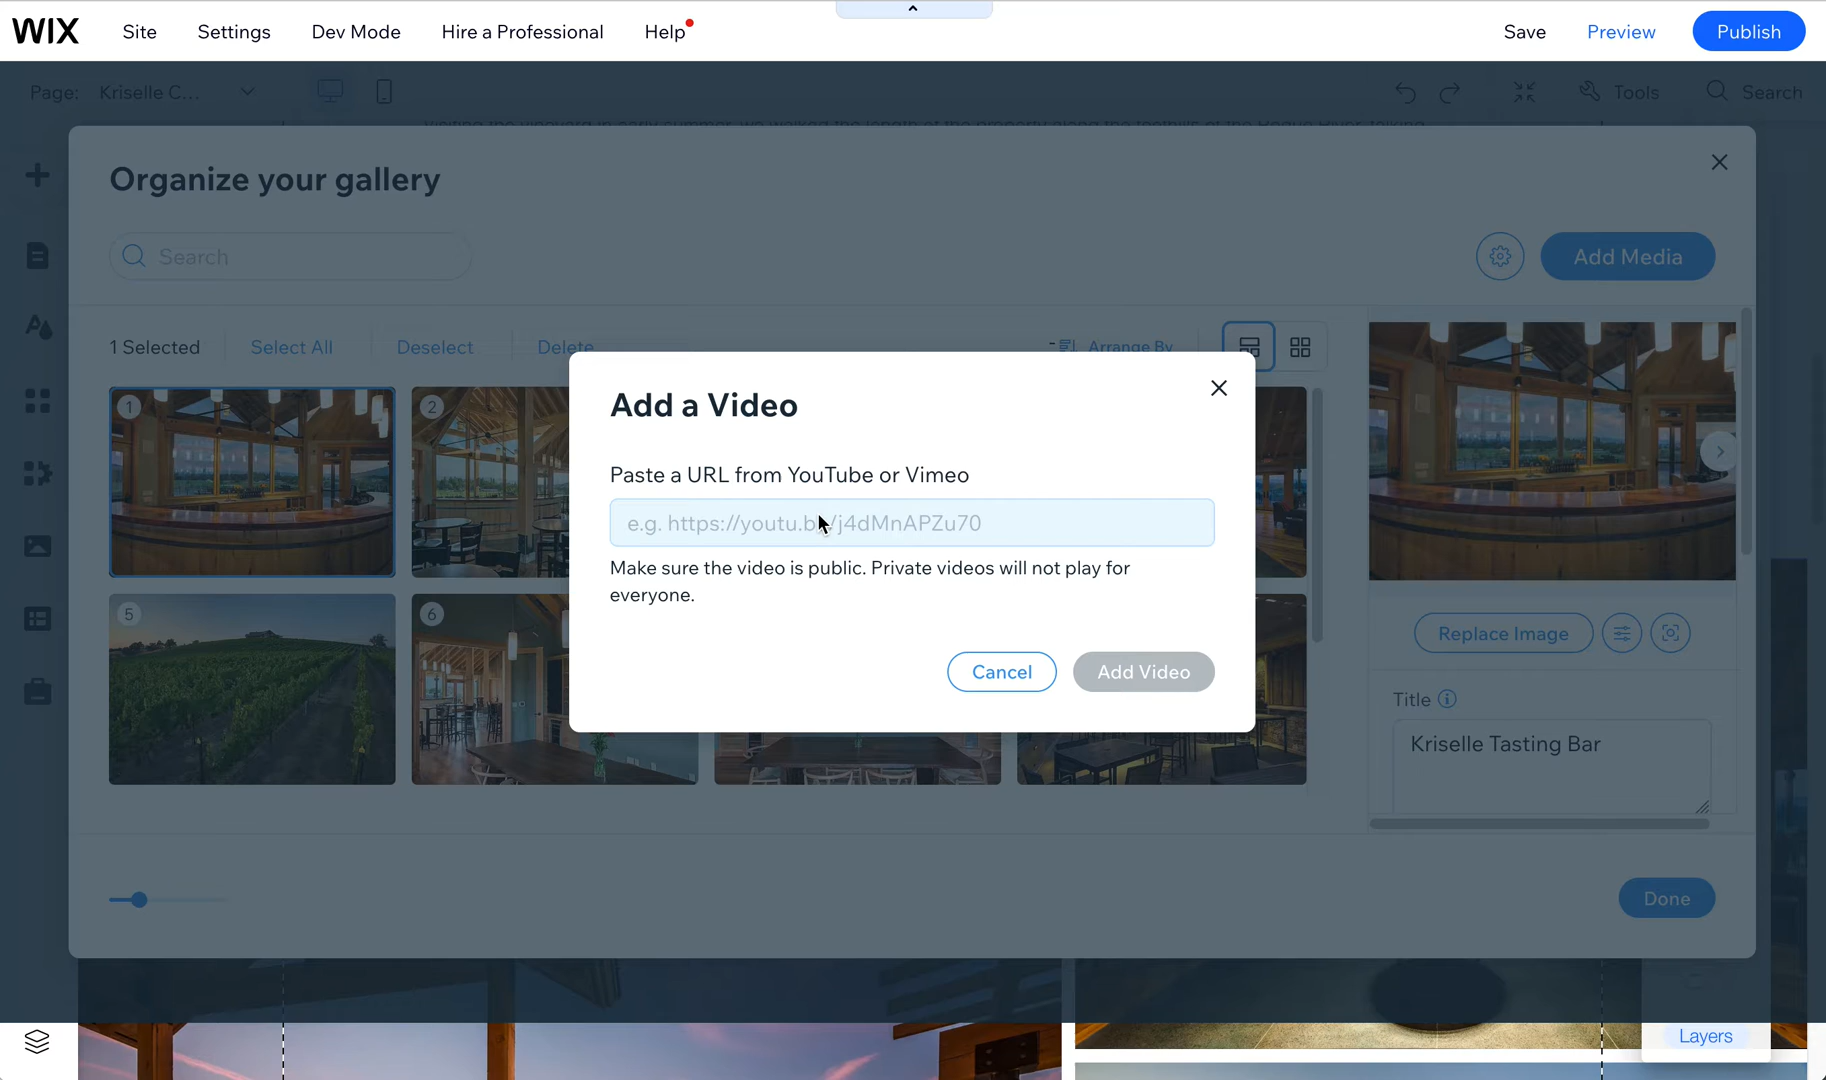 WIX Site Settings Dev Mode Hire a Professional Help Save Preview Publish
Page: Kriselle C... Tools Search
Organize your gallery
Search Add Media
1 Selected Select All Deselect Delete Arrange By
1 2
5 6
Add a Video
Paste a URL from YouTube or Vimeo
Make sure the video is public. Private videos will not play for
everyone.
Cancel Add Video
Replace Image
Title
Kriselle Tasting Bar
Done
Layers